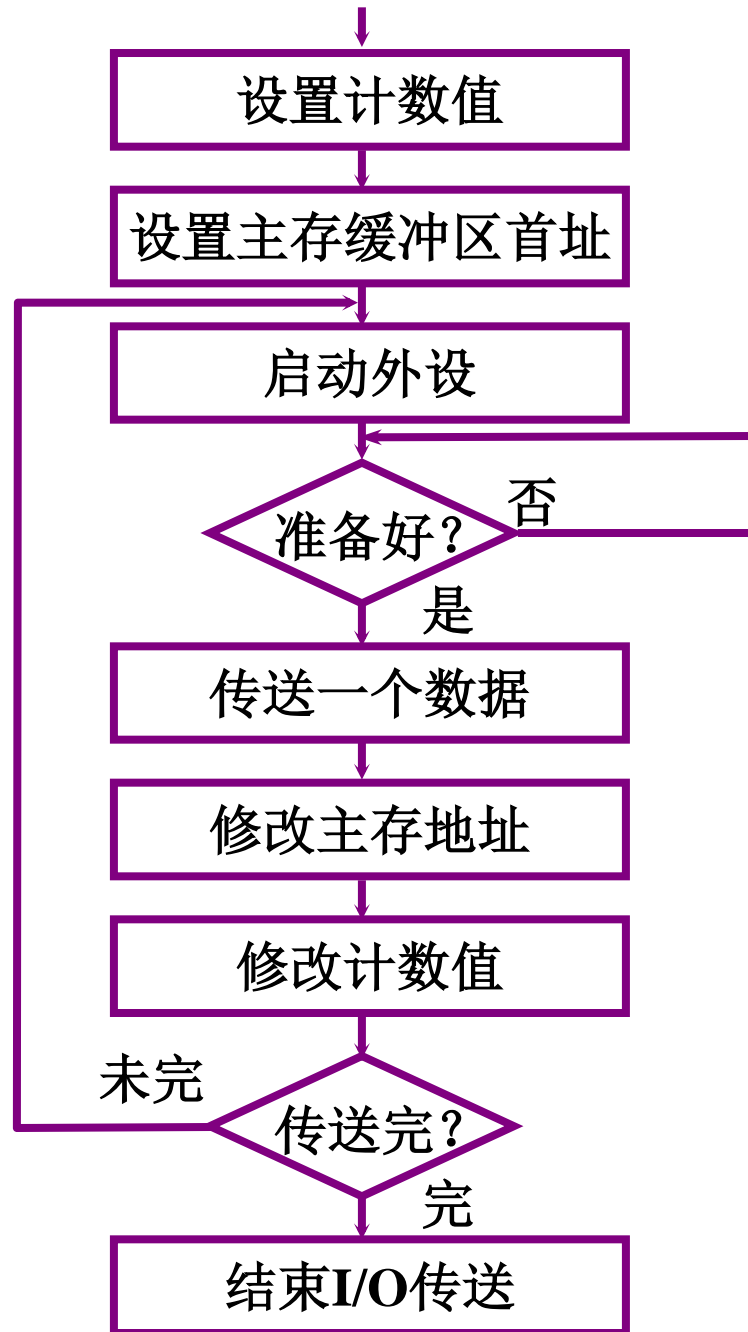 设置计数值
设置主存缓冲区首址
启动外设
准备好？
否
是
传送一个数据
修改主存地址
修改计数值
未完
传送完？
完
结束I/O传送